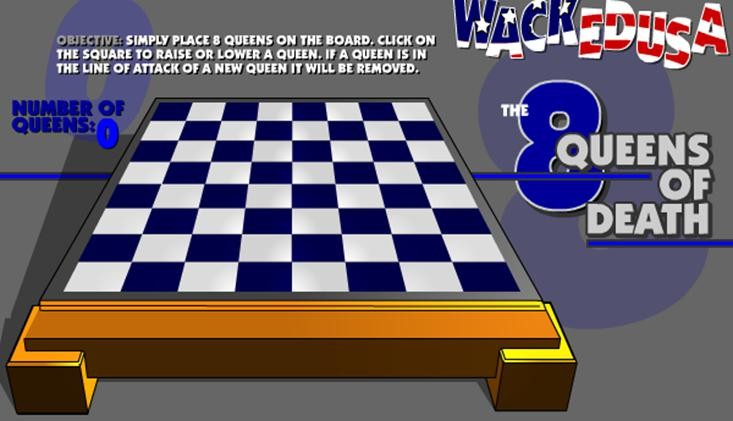 WACKEDUSA
OBJECTIVE: SIMPLY PLACE 8 QUEENS ON THE BOARD. CLICK ON
THE SQUARE TO RAISE OR LOWER A QUEEN. IF A QUEEN IS IN
THE LINE OF ATTACK OF A NEW QUEEN IT WILL BE REMOVED.
NUMBER OF
QUEENS:0
THE 8
QUEENS
OF
DEATH